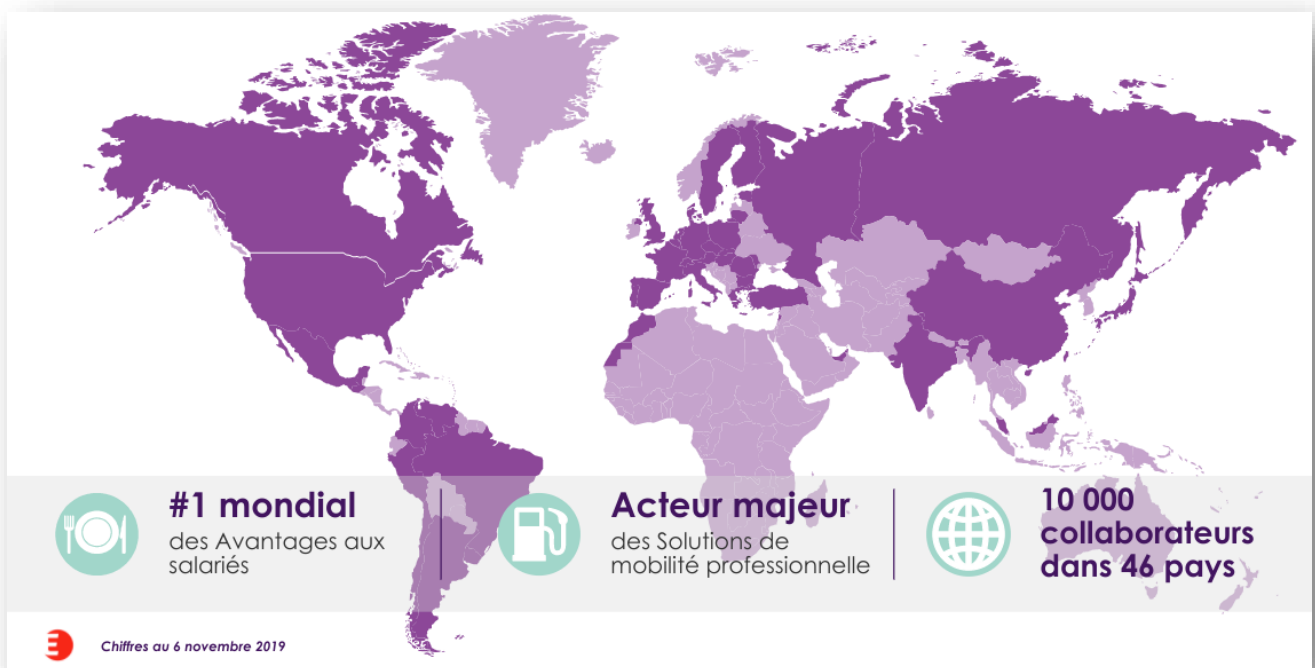 #1 mondial
des Avantages aux
salariés
Acteur majeur
des Solutions de
mobilité professionnelle
10 000
collaborateurs
dans 46 pays
Chiffres au 6 novembre 2019